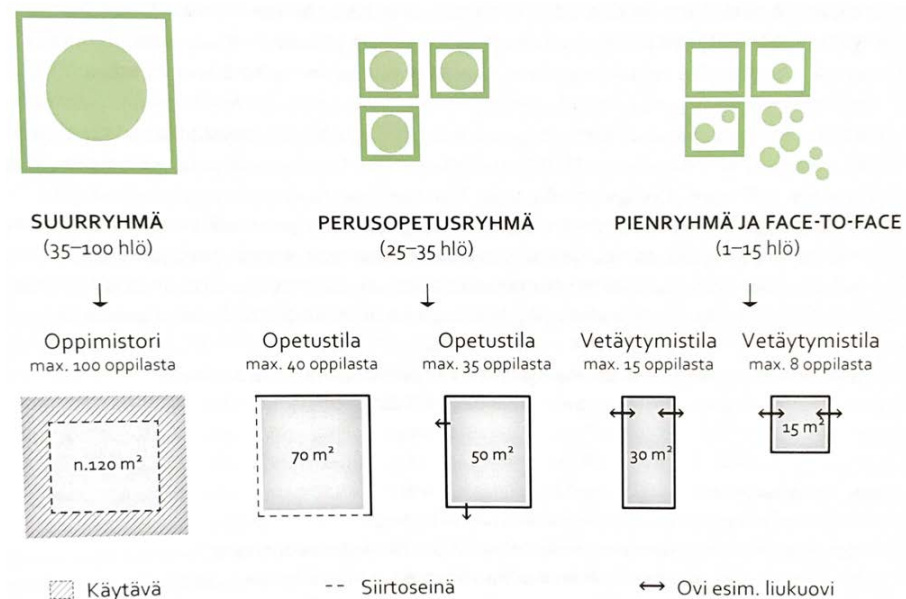 SUURRYHMÄ
(35–100 hlö)
PERUSOPETUSRYHMÄ
(25–35 hlö)
PIENRYHMÄ JA FACE-TO-FACE
(1–15 hlö)
Oppimistori
max. 100 oppilasta
Opetustila
max. 40 oppilasta
Opetustila
max. 35 oppilasta
Vetäytymistila
max. 15 oppilasta
Vetäytymistila
max. 8 oppilasta
n.120 m²
70 m²
50 m²
30 m²
15 m²
Käytävä
Siirtoseinä
Ovi esim. liukuovi